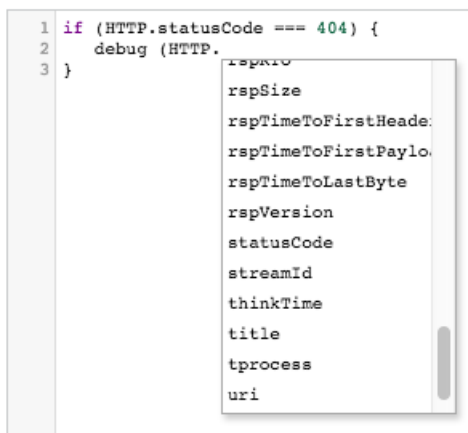 1 if (HTTP.statusCode === 404) {
2 debug (HTTP.
3 }
rspSize
rspTimeToFirstHeade
rspTimeToFirstPaylo
rspTimeToLastByte
rspVersion
statusCode
streamId
thinkTime
title
tprocess
uri